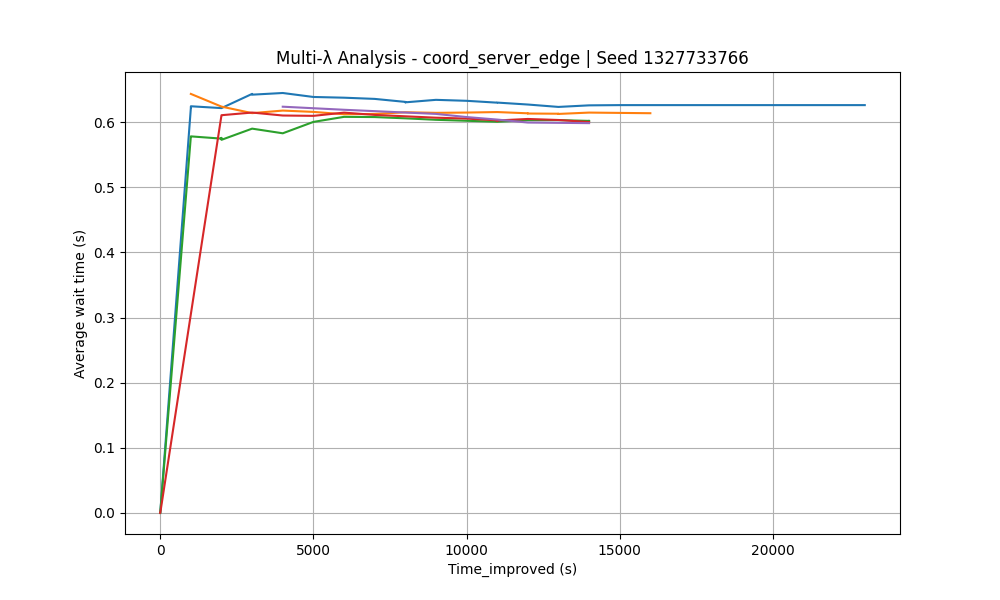 Multi-λ Analysis - coord_server_edge | Seed 1327733766
Average wait time (s)
0.6
0.5
0.4
0.3
0.2
0.1
0.0
0 5000 10000 15000 20000
Time_improved (s)